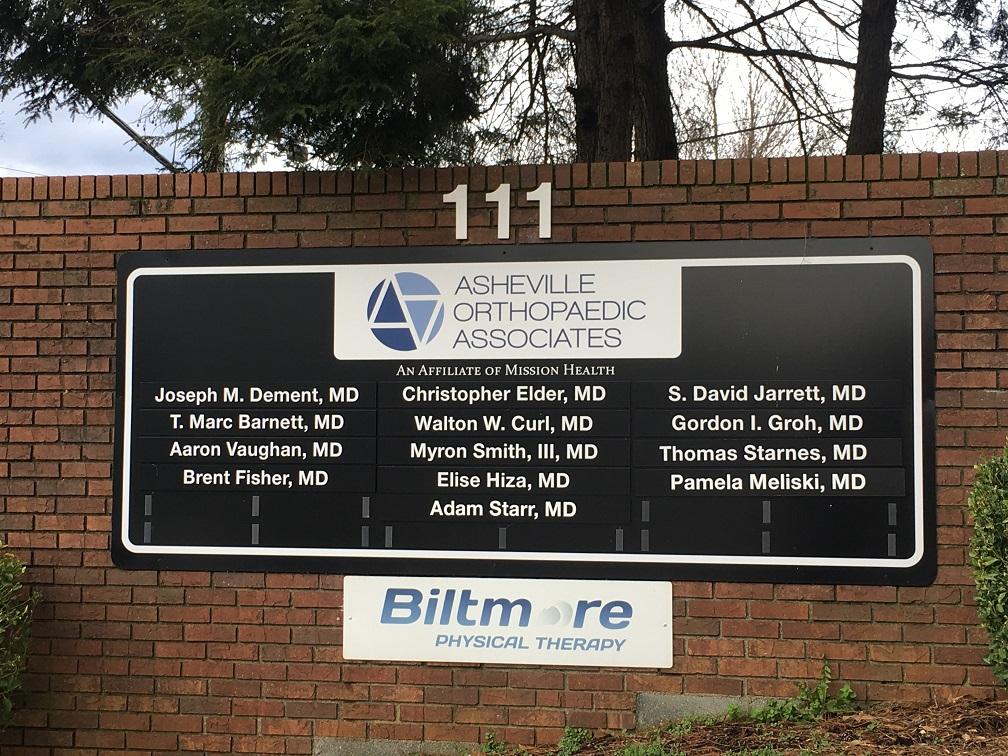 111
ASHEVILLE
ORTHOPAEDIC
ASSOCIATES
AN AFFILIATE OF MISSION HEALTH
Joseph M. Dement, MD
T. Marc Barnett, MD
Aaron Vaughan, MD
Brent Fisher, MD
Christopher Elder, MD
Walton W. Curl, MD
Myron Smith, III, MD
Elise Hiza, MD
Adam Starr, MD
S. David Jarrett, MD
Gordon I. Groh, MD
Thomas Starnes, MD
Pamela Meliski, MD
Biltmore
PHYSICAL THERAPY